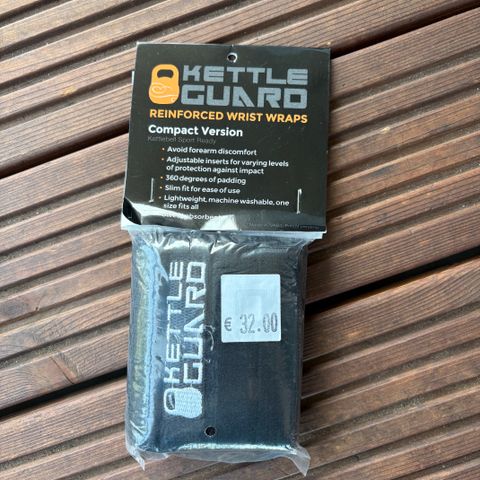 KETTLE
GUARD
REINFORCED WRIST WRAPS
Compact Version
Kettlebell Sport Ready
• Avoid forearm discomfort
• Adjustable inserts for varying levels
of protection against impact
• 360 degrees of padding
• Slim fit for ease of use
• Lightweight, machine washable, one
size fits all
KETTLE
GUARD
€ 32.00